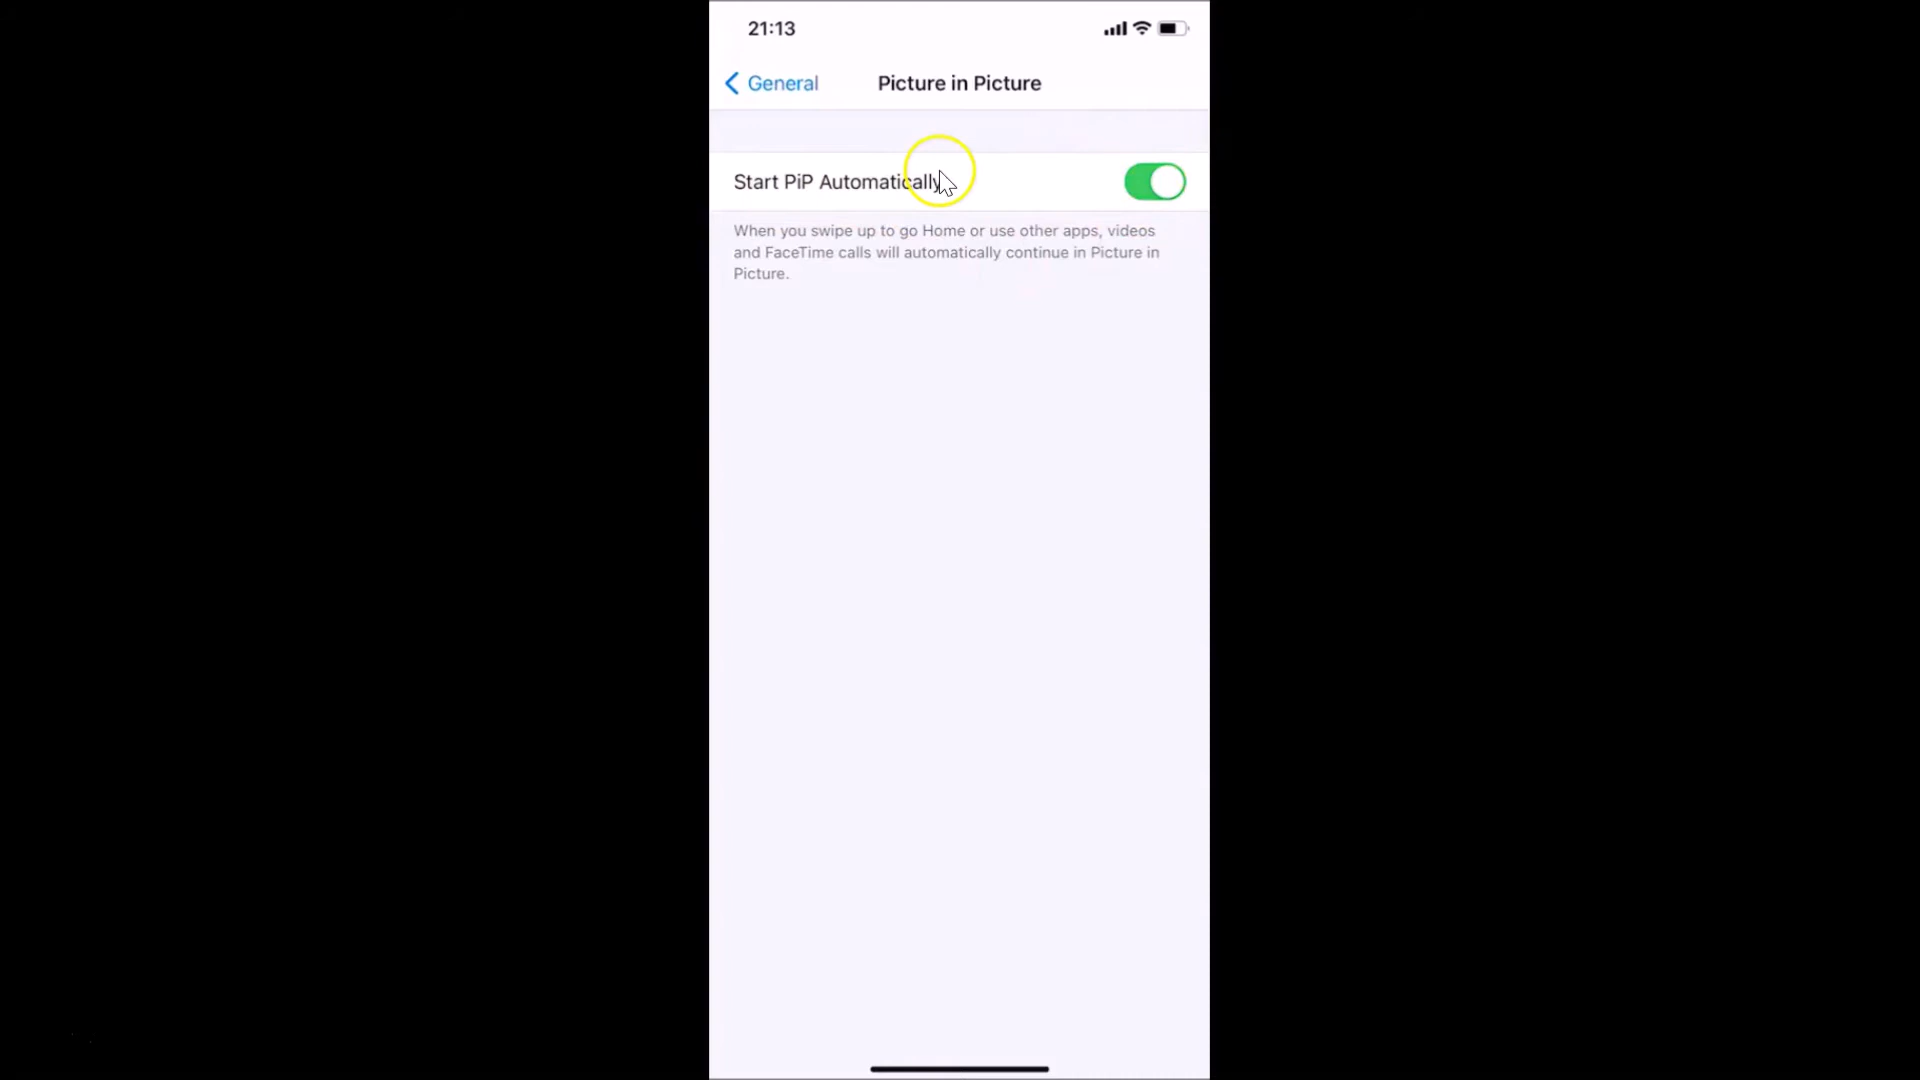 21:13
General
Picture in Picture
Start PiP Automatically
When you swipe up to go Home or use other apps, videos
and FaceTime calls will automatically continue in Picture in
Picture.